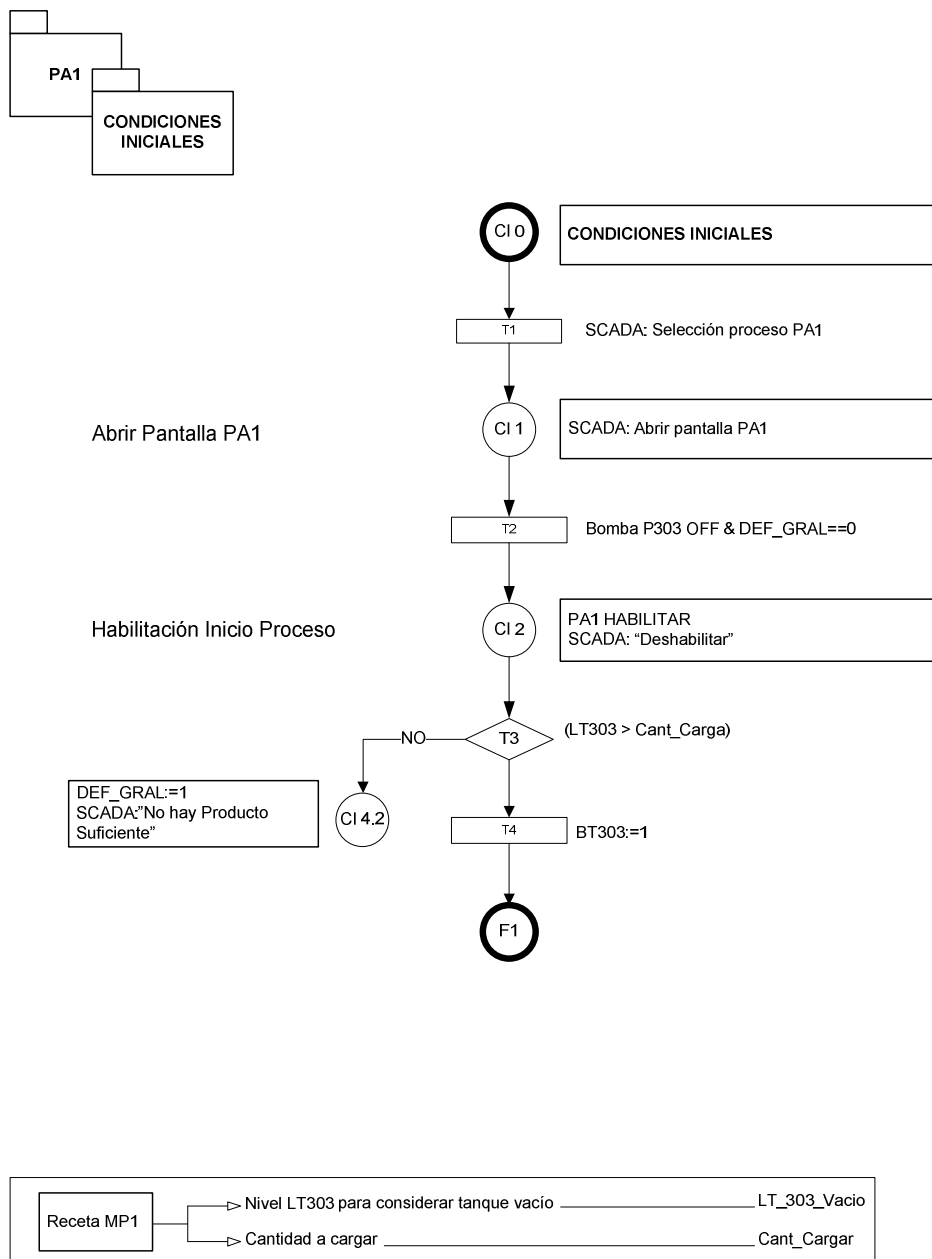 PA1
CONDICIONES
INICIALES
CI 0
CONDICIONES INICIALES
T1
SCADA: Selección proceso PA1
Abrir Pantalla PA1
CI 1
SCADA: Abrir pantalla PA1
T2
Bomba P303 OFF & DEF_GRAL==0
Habilitación Inicio Proceso
CI 2
PA1 HABILITAR
SCADA: “Deshabilitar”
NO
T3
(LT303 > Cant_Carga)
DEF_GRAL:=1
SCADA:”No hay Producto
Suficiente”
CI 4.2
T4
BT303:=1
F1
Receta MP1
Nivel LT303 para considerar tanque vacío
LT_303_Vacio
Cantidad a cargar
Cant_Cargar